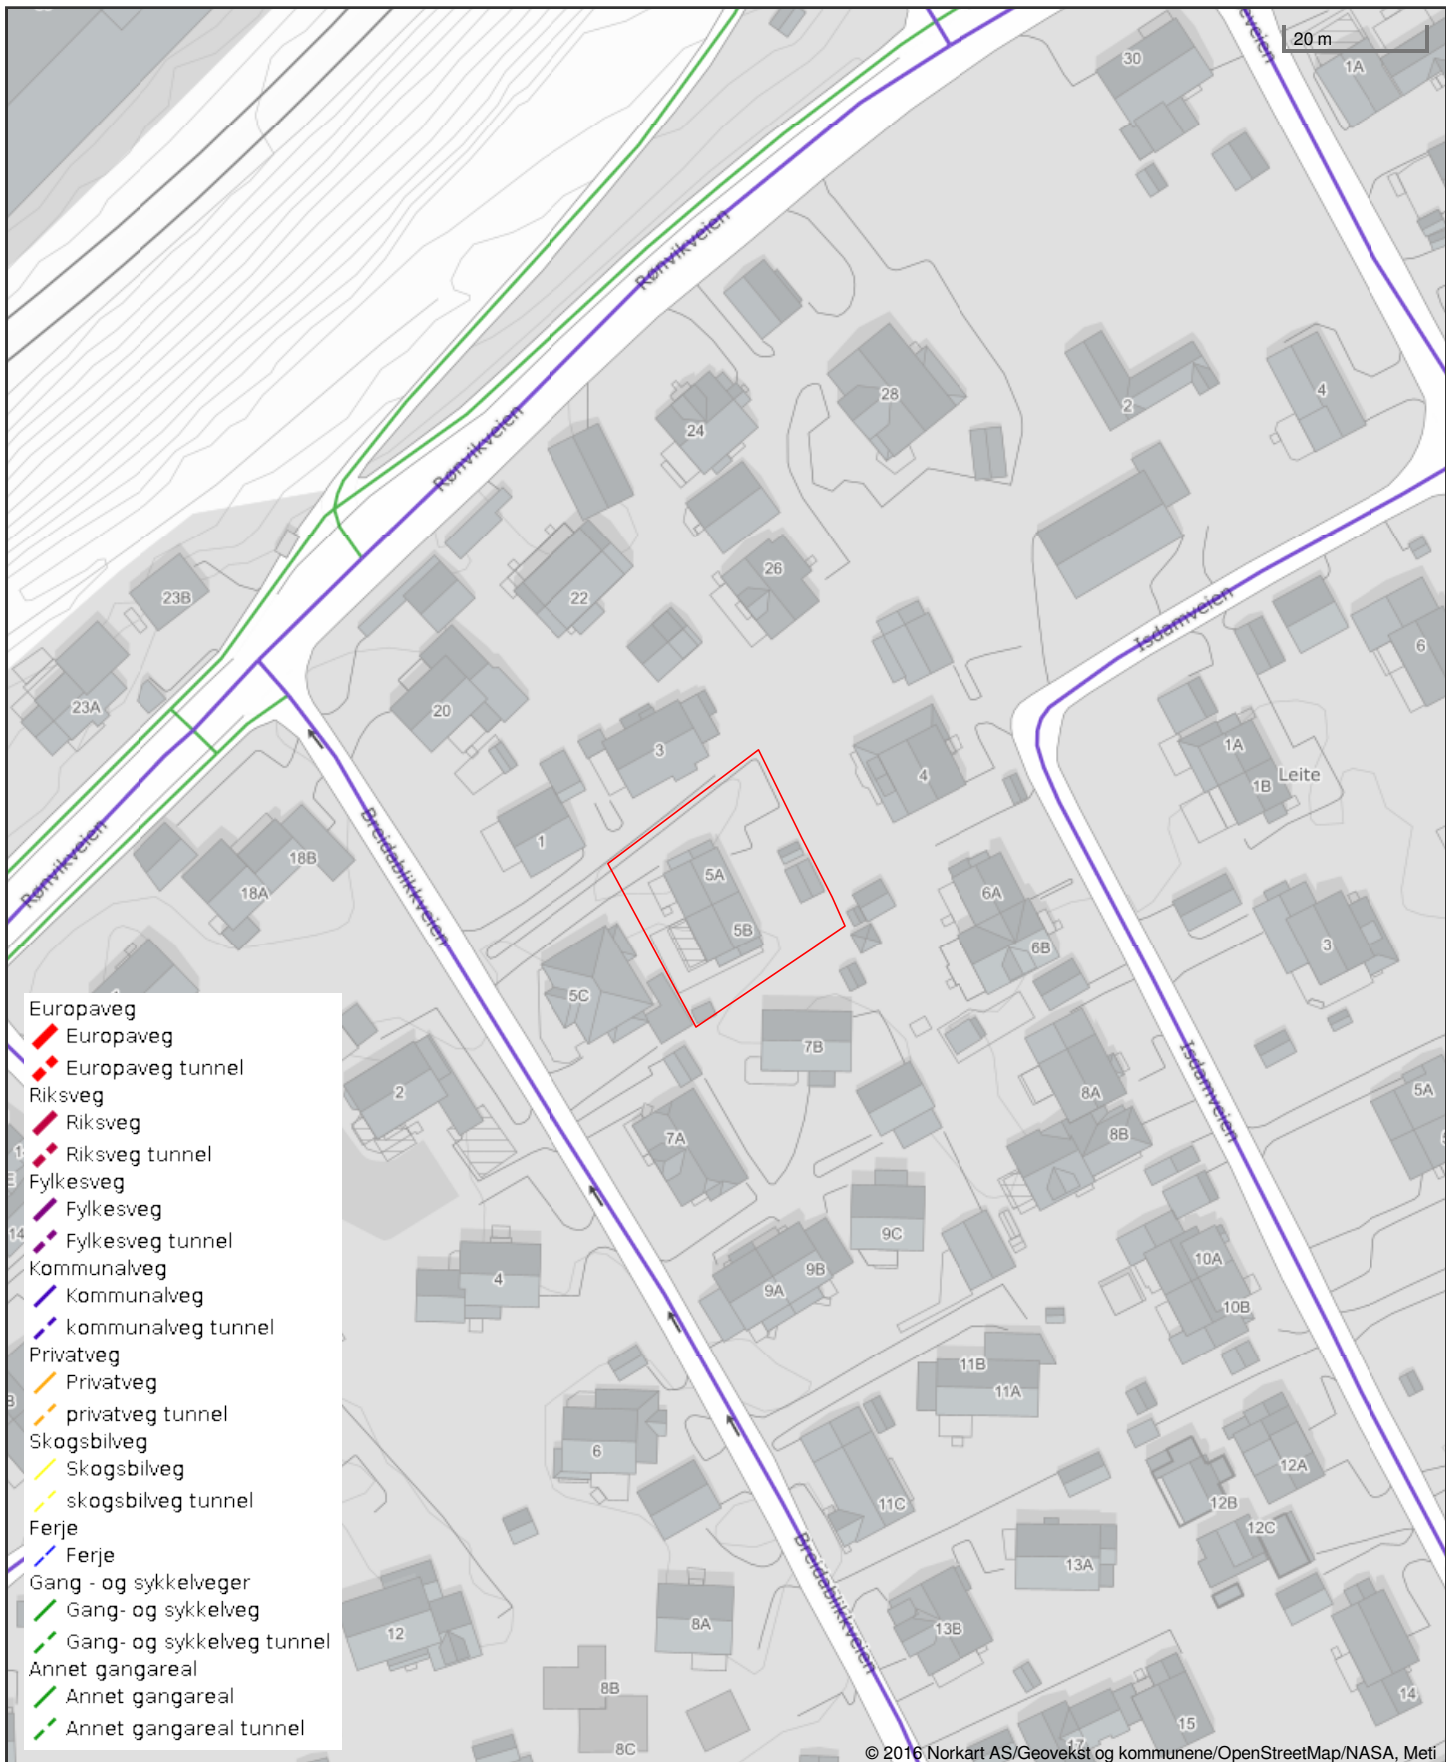 20 m
eveien
30
1A
Rønvikveien
28
24
2
4
Rønvikveien
26
22
23B
Isdamveien
6
23A
20
3
4
1A
1B
Leite
1
Rønvikveien
Breidablikkveien
18B
18A
5A
5B
6A
6B
3
5C
7B
2
8A
5A
7A
8B
Isdamveien
9C
4
9B
9A
10A
10B
11B
11A
6
11C
12A
12B
12C
Breidablikkveien
13A
8A
13B
12
8B
8C
14
15
17
Europaveg
Europaveg
Europaveg tunnel
Riksveg
Riksveg
Riksveg tunnel
Fylkesveg
Fylkesveg
Fylkesveg tunnel
Kommunalveg
Kommunalveg
kommunalveg tunnel
Privatveg
Privatveg
privatveg tunnel
Skogsbilveg
Skogsbilveg
skogsbilveg tunnel
Ferje
Ferje
Gang - og sykkelveger
Gang- og sykkelveg
Gang- og sykkelveg tunnel
Annet gangareal
Annet gangareal
Annet gangareal tunnel
© 2016 Norkart AS/Geovekst og kommunene/OpenStreetMap/NASA, Meti